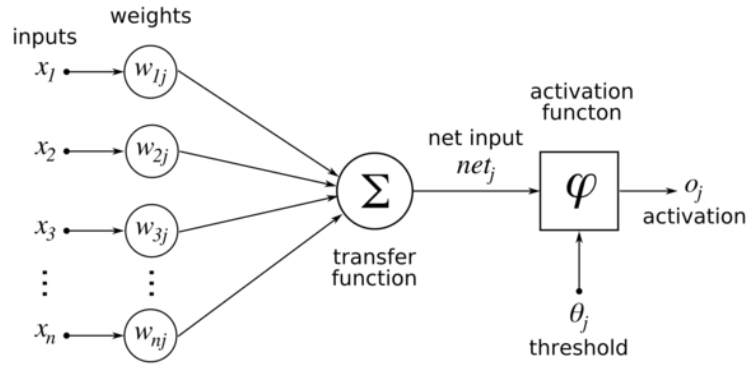 weights
inputs
x1
w1j
x2
w2j
x3
w3j
⋮
⋮
xn
wnj
Σ
transfer
function
net input
netj
activation
functon
φ
oj
activation
θj
threshold